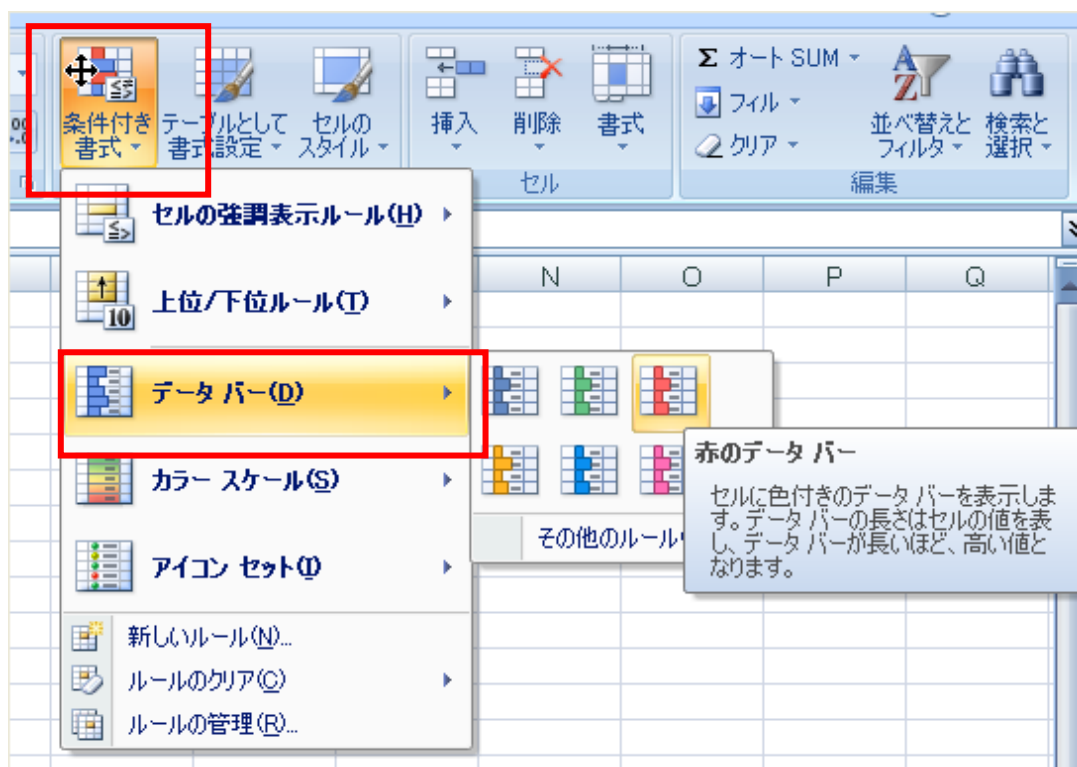 Σ オート SUM
フィル
クリア
条件付き
書式
テーブルとして
書式設定
セルの
スタイル
挿入
削除
書式
並べ替えと
フィルタ
検索と
選択
セル
編集
N O P Q
セルの強調表示ルール(H)
上位/下位ルール(T)
10
データ バー(D)
カラー スケール(S)
アイコン セット(I)
新しいルール(N)...
ルールのクリア(C)
ルールの管理(R)...
その他のルール
赤のデータ バー
セルに色付きのデータ バーを表示しま
す。データ バーの長さはセルの値を表
し、データ バーが長いほど、高い値と
なります。